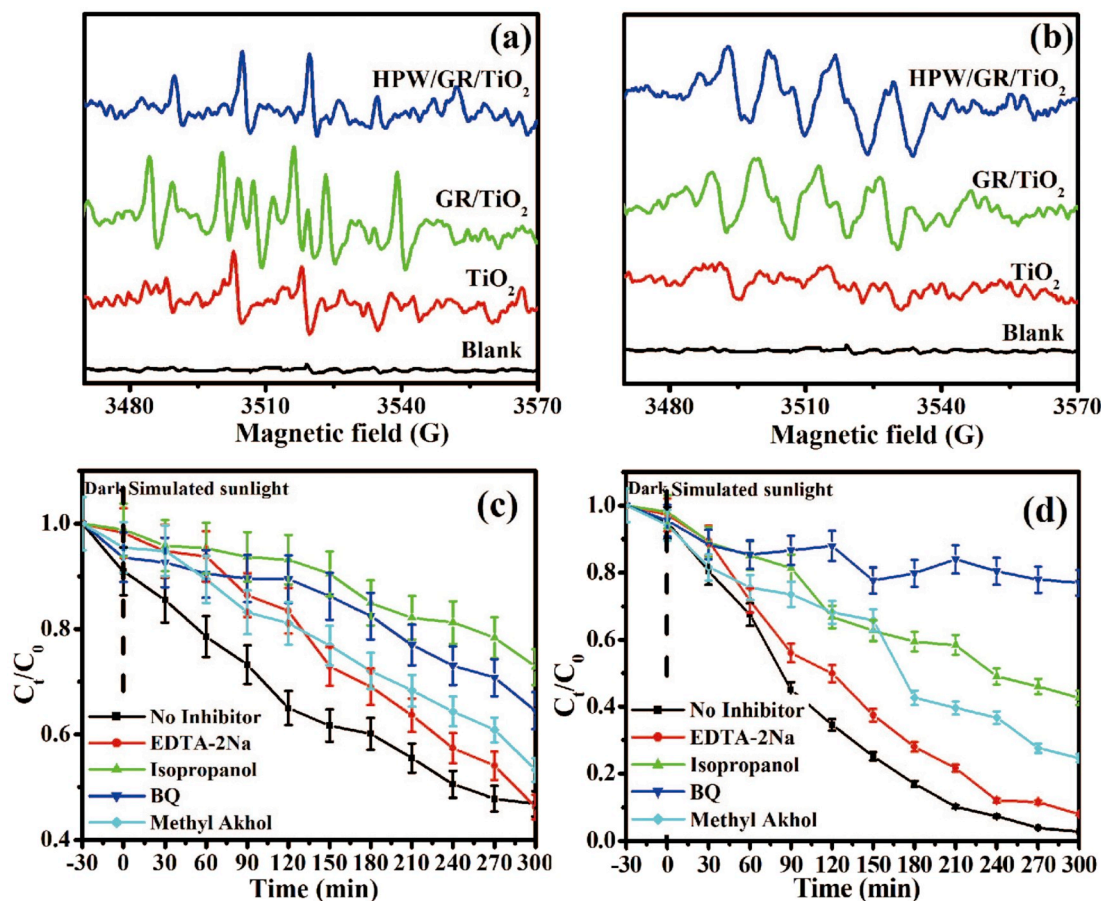 (a)
HPW/GR/TiO2
GR/TiO2
TiO2
Blank
3480 3510 3540 3570
Magnetic field (G)
(b)
HPW/GR/TiO2
GR/TiO2
TiO2
Blank
3480 3510 3540 3570
Magnetic field (G)
Dark Simulated sunlight
(c)
1.0
0.8
0.6
0.4
Ct/C0
No Inhibitor
EDTA-2Na
Isopropanol
BQ
Methyl Akhol
-30 0 30 60 90 120 150 180 210 240 270 300
Time (min)
Dark Simulated sunlight
(d)
1.0
0.8
0.6
0.4
0.2
0.0
Ct/C0
No Inhibitor
EDTA-2Na
Isopropanol
BQ
Methyl Akhol
-30 0 30 60 90 120 150 180 210 240 270 300
Time (min)